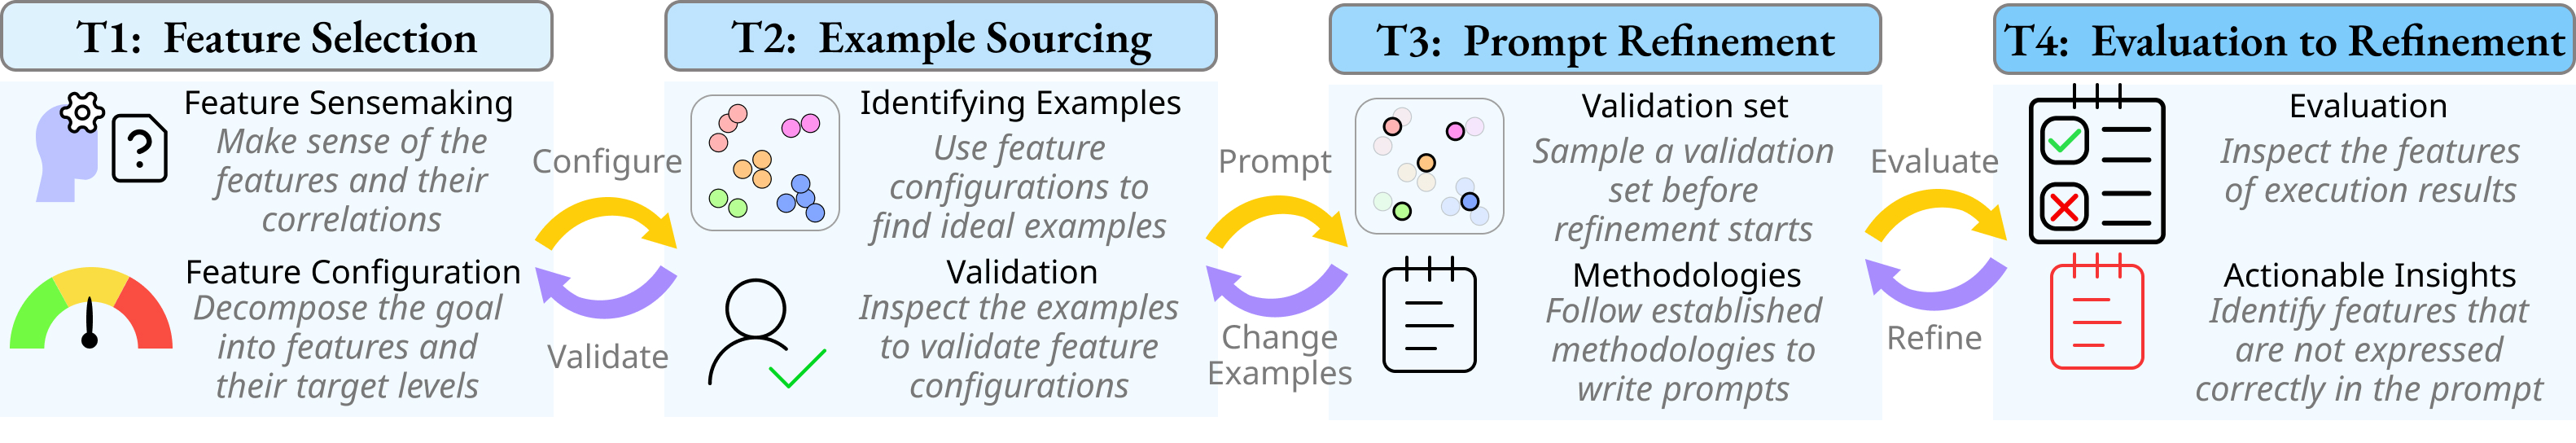 T1: Feature Selection
Feature Sensemaking
Make sense of the
features and their
correlations
Feature Configuration
Decompose the goal
into features and
their target levels
Configure
Validate
T2: Example Sourcing
Identifying Examples
Use feature
configurations to
find ideal examples
Validation
Inspect the examples
to validate feature
configurations
Prompt
Change
Examples
T3: Prompt Refinement
Validation set
Sample a validation
set before
refinement starts
Methodologies
Follow established
methodologies to
write prompts
Evaluate
Refine
T4: Evaluation to Refinement
Evaluation
Inspect the features
of execution results
Actionable Insights
Identify features that
are not expressed
correctly in the prompt
?